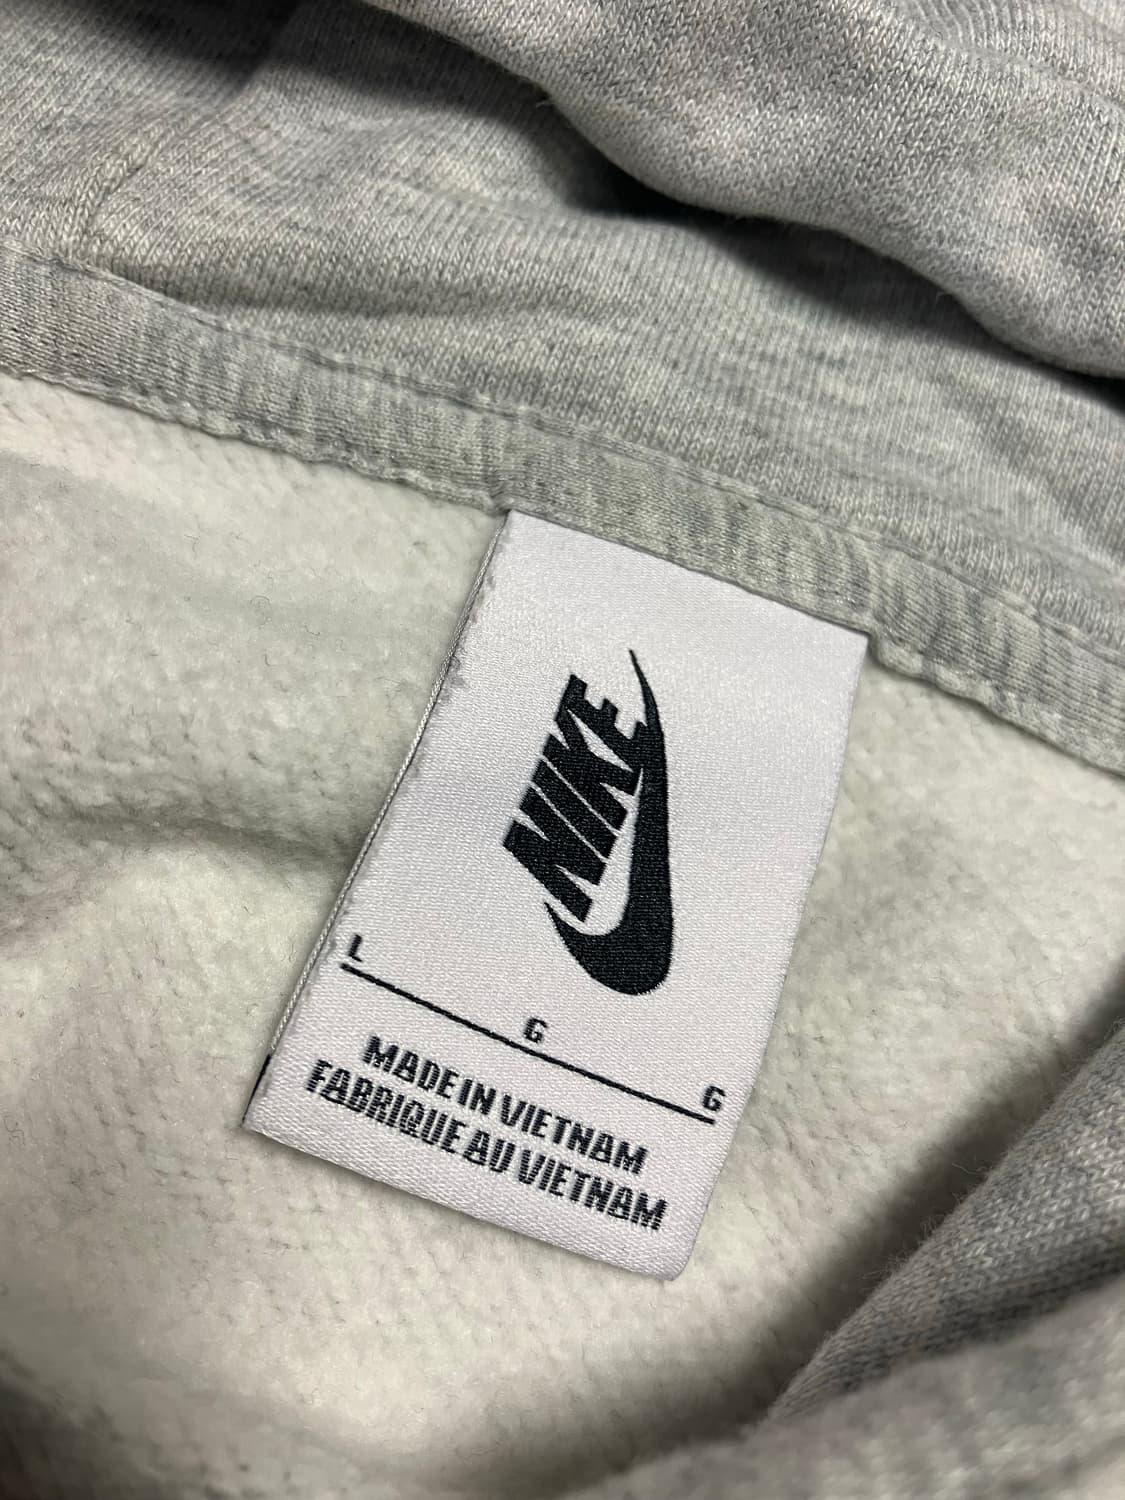 NIKE
L G G
MADE IN VIETNAM
FABRIQUE AU VIETNAM